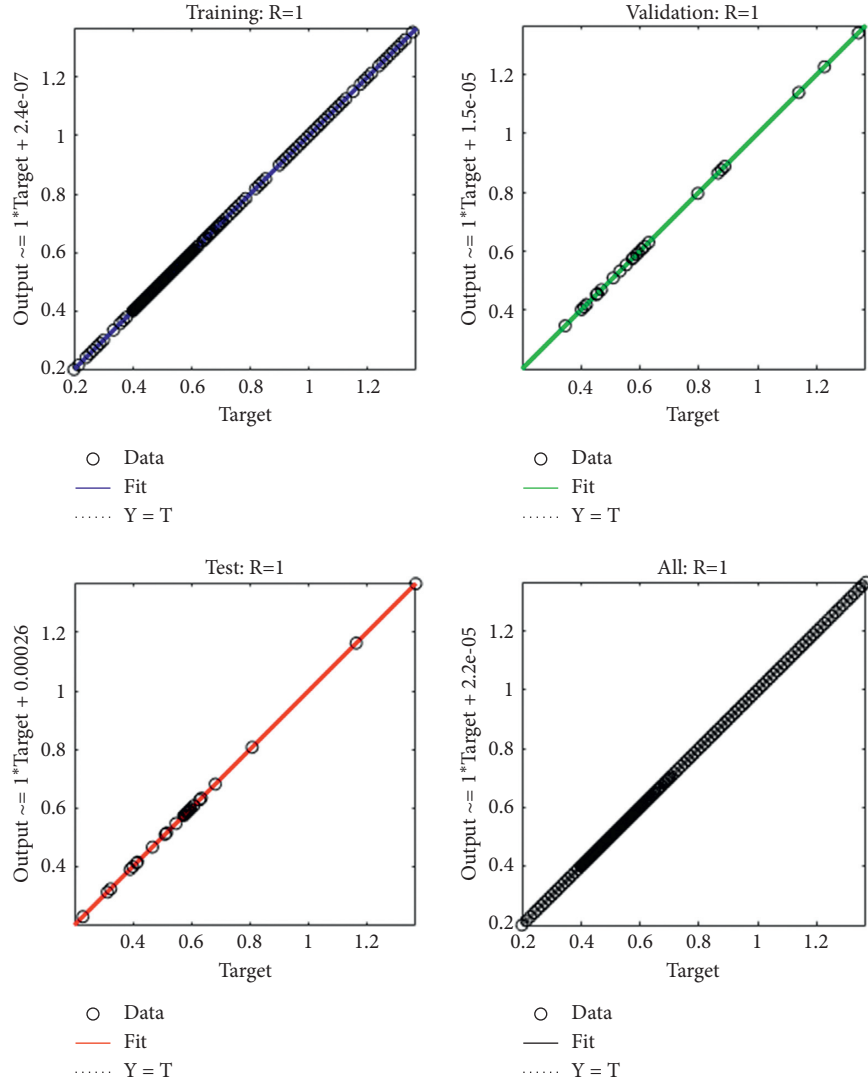 Training: R=1
Output ~= 1*Target + 2.4e-07
1.2
1
0.8
0.6
0.4
0.2
0.2 0.4 0.6 0.8 1 1.2
Target
Data
Fit
Y = T
Validation: R=1
Output ~= 1*Target + 1.5e-05
1.2
1
0.8
0.6
0.4
0.4 0.6 0.8 1 1.2
Target
Data
Fit
Y = T
Test: R=1
Output ~= 1*Target + 0.00026
1.2
1
0.8
0.6
0.4
0.4 0.6 0.8 1 1.2
Target
Data
Fit
Y = T
All: R=1
Output ~= 1*Target + 2.2e-05
1.2
1
0.8
0.6
0.4
0.2
0.2 0.4 0.6 0.8 1 1.2
Target
Data
Fit
Y = T